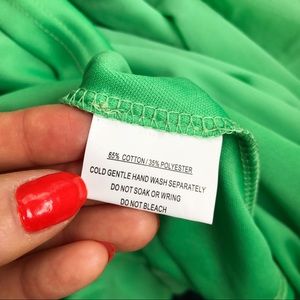 65% COTTON / 35% POLYESTER
COLD GENTLE HAND WASH SEPARATELY
DO NOT SOAK OR WRING
DO NOT BLEACH